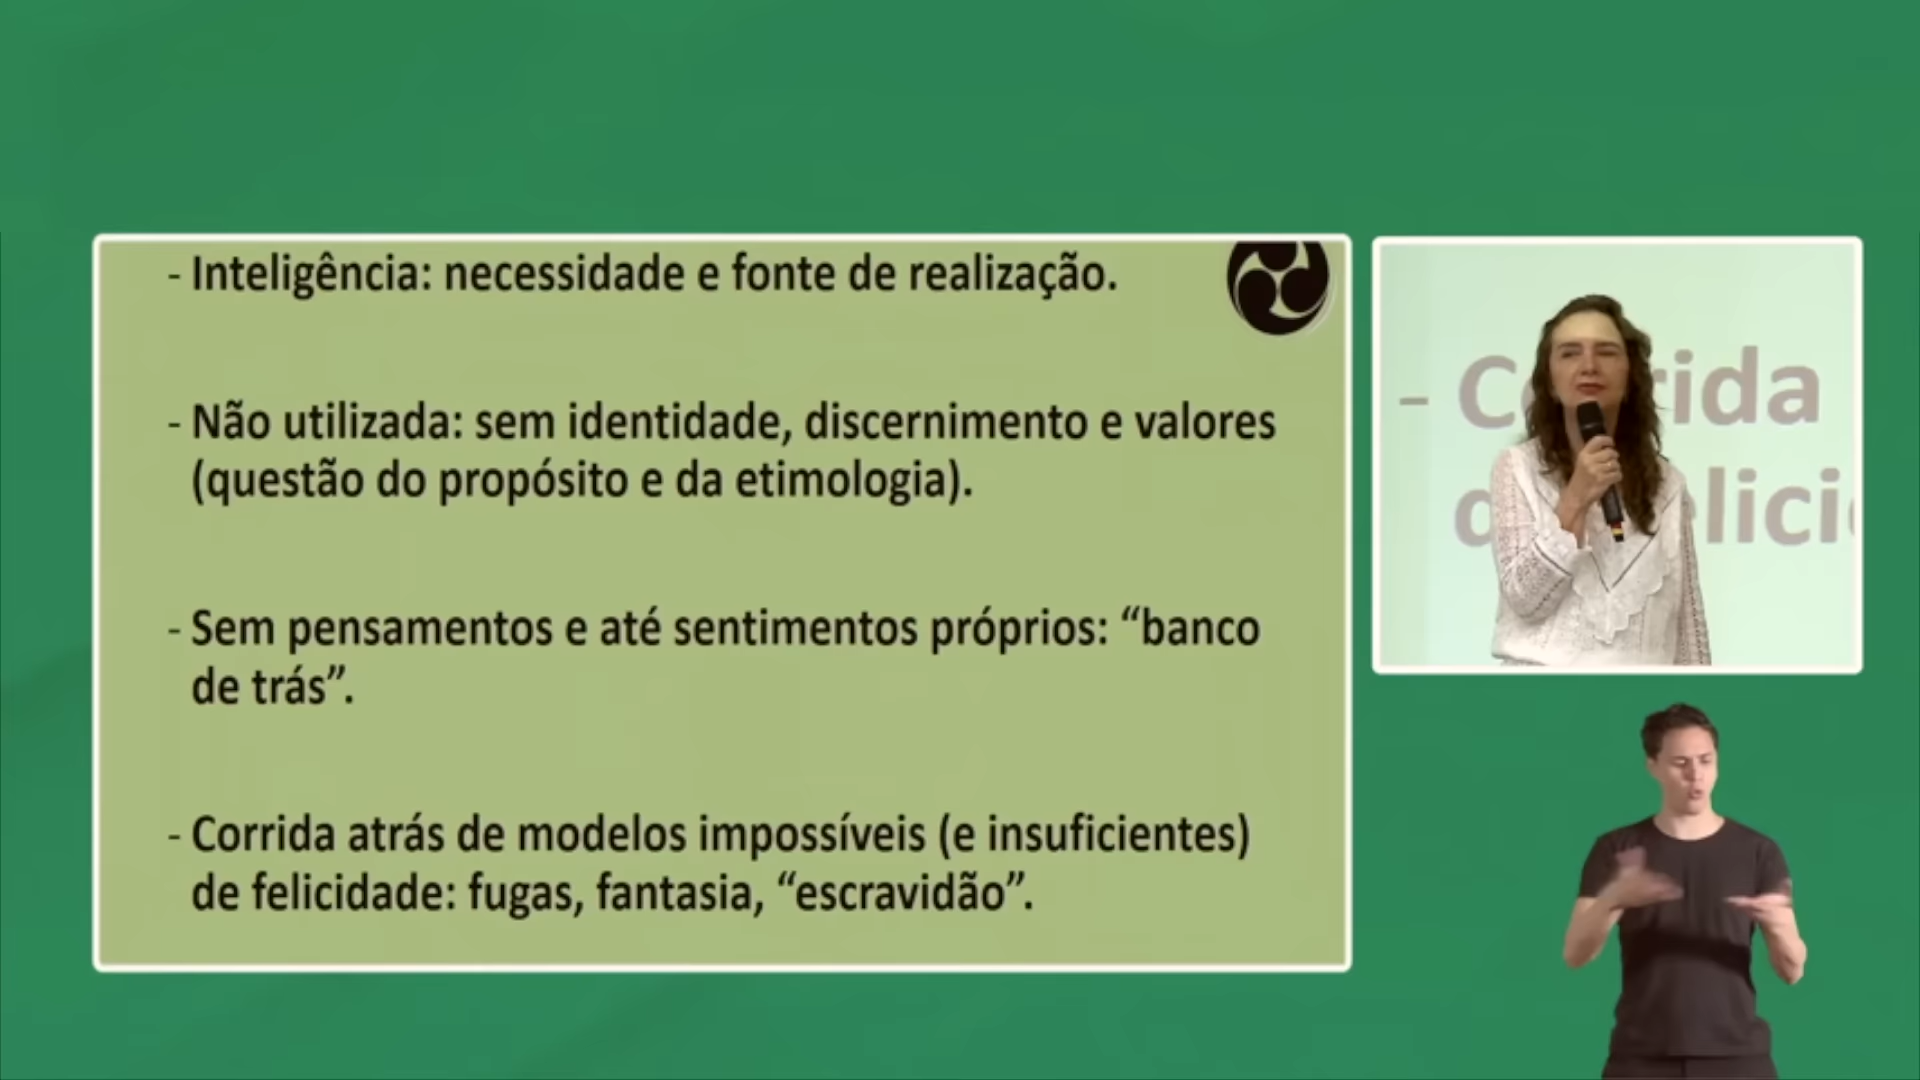 - Inteligência: necessidade e fonte de realização.
- Não utilizada: sem identidade, discernimento e valores
(questão do propósito e da etimologia).
- Sem pensamentos e até sentimentos próprios: “banco
de trás”.
- Corrida atrás de modelos impossíveis (e insuficientes)
de felicidade: fugas, fantasia, “escravidão”.